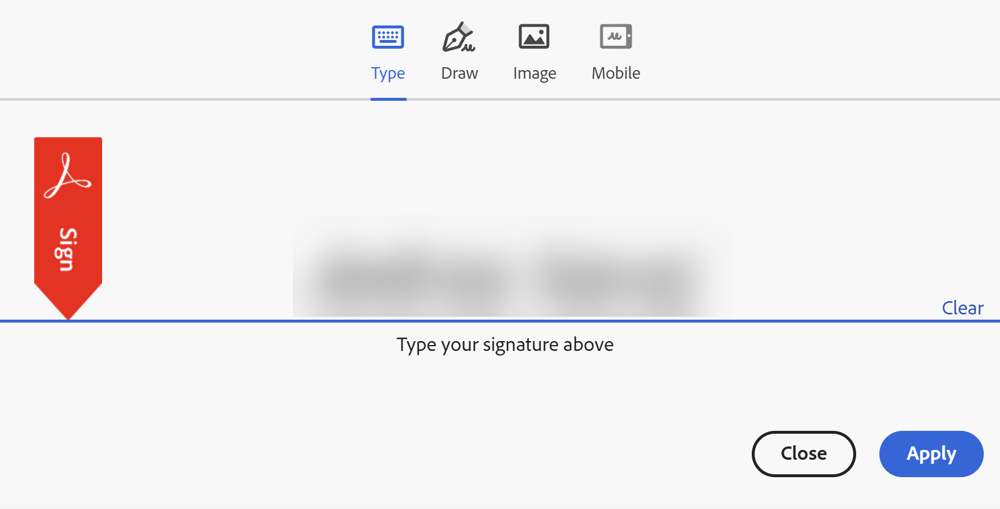 Type Draw Image Mobile
Sign
Clear
Type your signature above
Close Apply